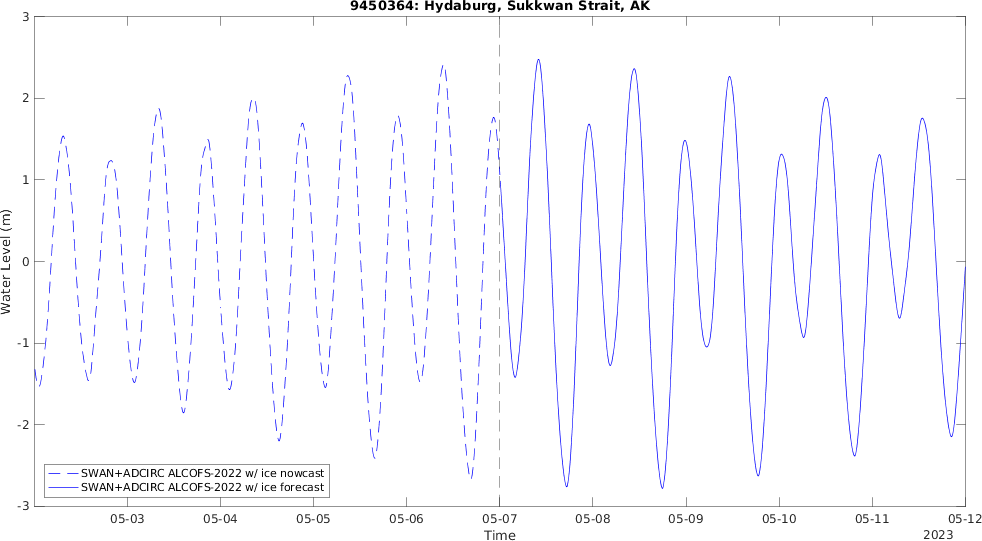 9450364: Hydaburg, Sukkwan Strait, AK
3
2
1
0
-1
-2
-3
Water Level (m)
SWAN+ADCIRC ALCOFS-2022 w/ ice nowcast
SWAN+ADCIRC ALCOFS-2022 w/ ice forecast
05-03 05-04 05-05 05-06 05-07 05-08 05-09 05-10 05-11 05-12
Time
2023